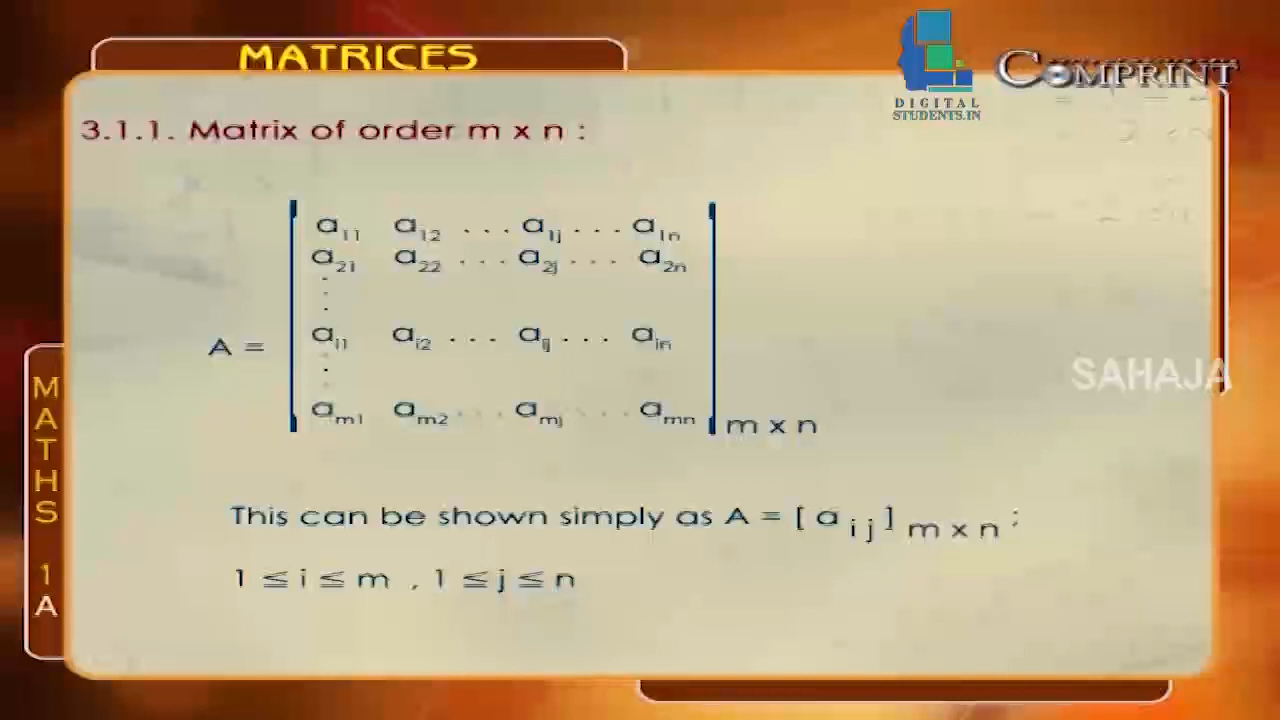 MATRICES
DIGITAL
STUDENTS.IN
COMPRINT
3.1.1. Matrix of order m x n :
a11 a12 ... a1j ... a1n
a21 a22 ... a2j ... a2n
.
.
.
A = ai1 ai2 ... aij ... ain
.
.
.
am1 am2 ... amj ... amn m x n
SAHAJA
MATHS 1A
This can be shown simply as A = [ a i j ] m x n ;
1 ≦ i ≦ m , 1 ≦ j ≦ n